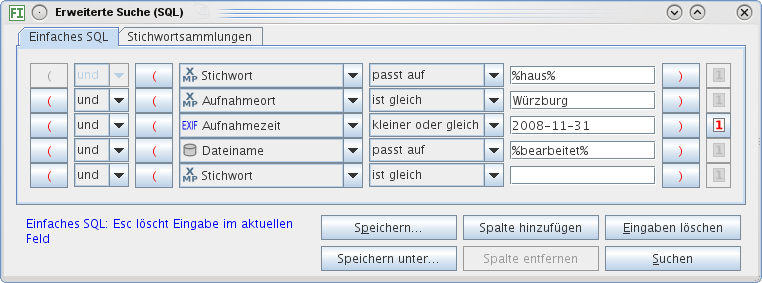 FI Erweiterte Suche (SQL)
Einfaches SQL Stichwortsammlungen
( und ( XMP Stichwort passt auf %haus% ) 1
( und ( XMP Aufnahmeort ist gleich Würzburg ) 1
( und ( EXIF Aufnahmezeit kleiner oder gleich 2008-11-31 ) 1
( und ( Dateiname passt auf %bearbeitet% ) 1
( und ( XMP Stichwort ist gleich ) 1
Einfaches SQL: Esc löscht Eingabe im aktuellen
Feld
Speichern... Spalte hinzufügen Eingaben löschen
Speichern unter... Spalte entfernen Suchen